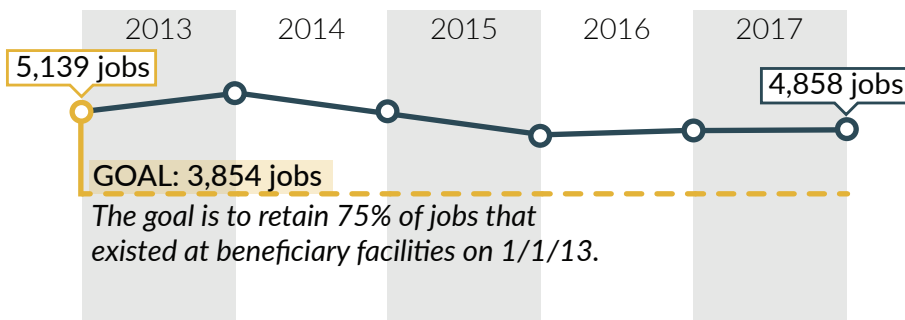 2013 2014 2015 2016 2017
5,139 jobs
4,858 jobs
GOAL: 3,854 jobs
The goal is to retain 75% of jobs that
existed at beneficiary facilities on 1/1/13.